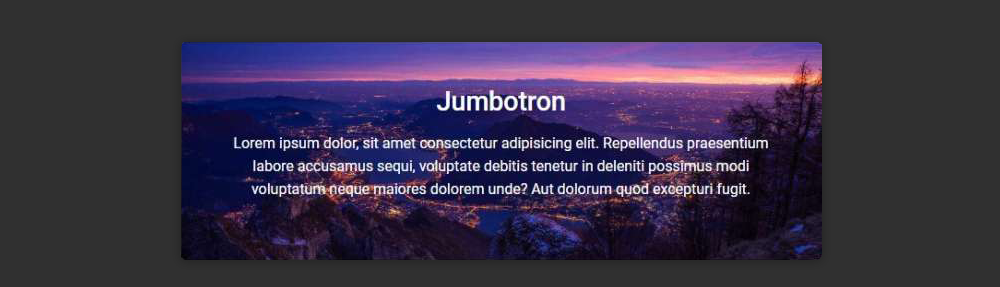 Jumbotron
Lorem ipsum dolor, sit amet consectetur adipisicing elit. Repellendus praesentium
labore accusamus sequi, voluptate debitis tenetur in deleniti possimus modi
voluptatum neque maiores dolorem unde? Aut dolorum quod excepturi fugit.